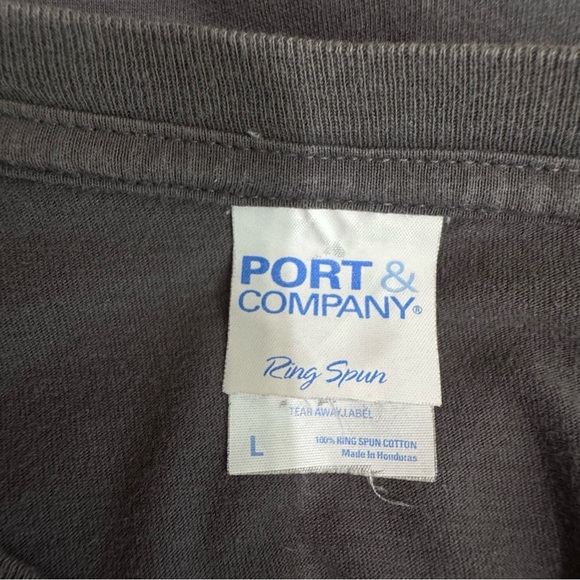 PORT &
COMPANY®
Ring Spun
TEAR AWAY LABEL
L
100% RING SPUN COTTON
Made in Honduras